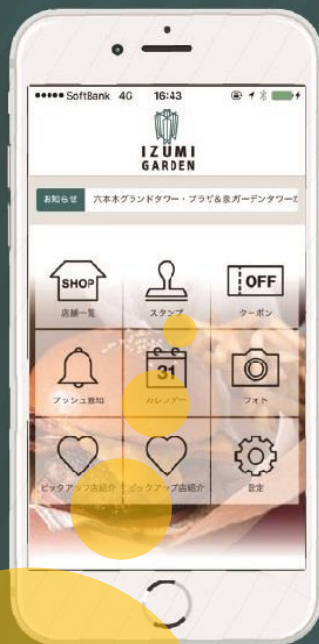 SoftBank 4G 16:43
IZUMI
GARDEN
お知らせ 六本木グランドタワー・プラザ&泉ガーデンタワーの
SHOP
OFF
店舗一覧 スタンプ クーポン
31
プッシュ通知 カレンダー フォト
ピックアップ店紹介 ピックアップ店紹介 設定